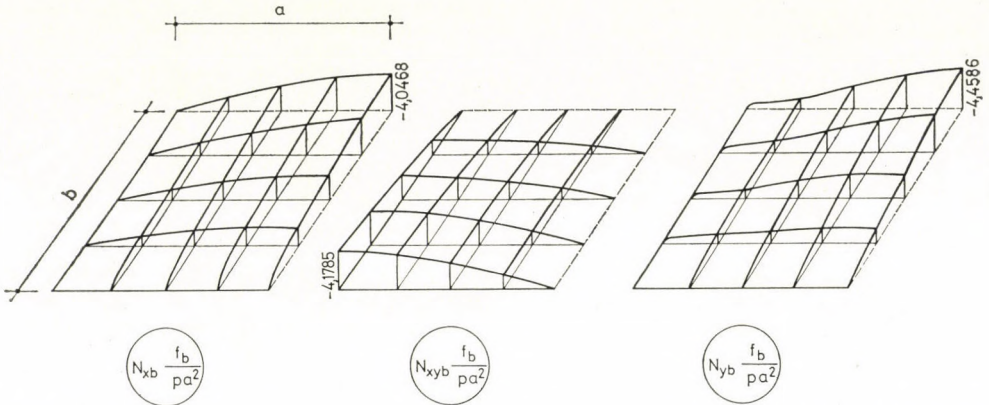 a
b
-4,0468
-4,1785
-4,4586
N_xb f_b/pa²
N_xyb f_b/pa²
N_yb f_b/pa²